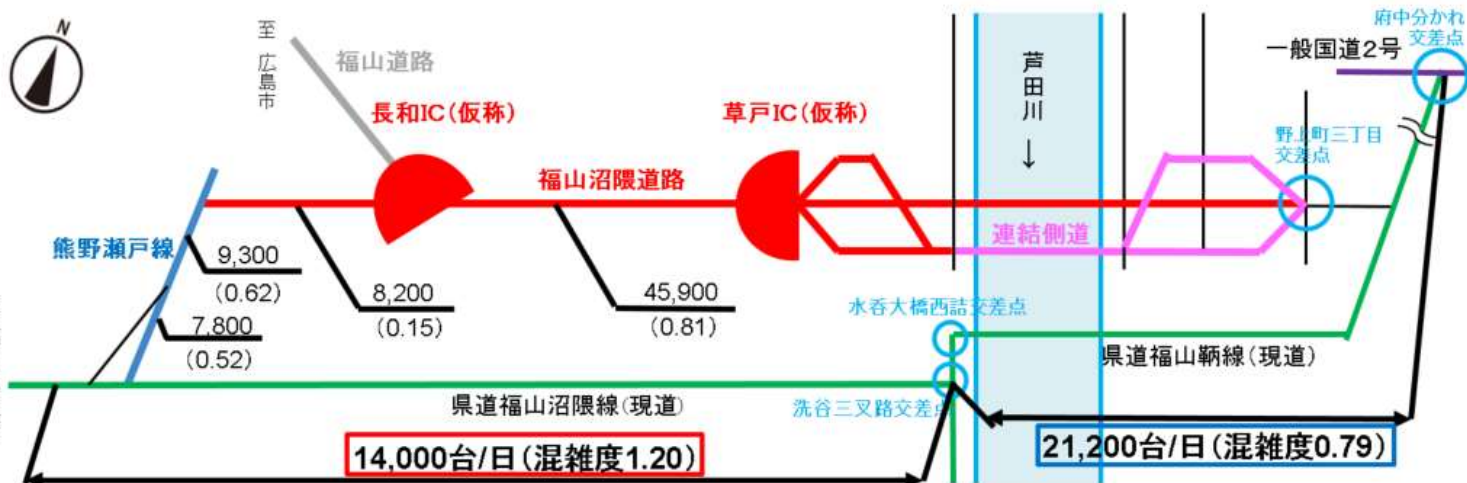 N
至 広島市
福山道路
長和IC(仮称)
草戸IC(仮称)
芦田川
↓
府中分かれ
交差点
一般国道2号
野上町三丁目
交差点
福山沼隈道路
連結側道
熊野瀬戸線
9,300
(0.62)
7,800
(0.52)
8,200
(0.15)
45,900
(0.81)
水呑大橋西詰交差点
県道福山鞆線(現道)
県道福山沼隈線(現道)
洗谷三叉路交差点
14,000台/日(混雑度1.20)
21,200台/日(混雑度0.79)